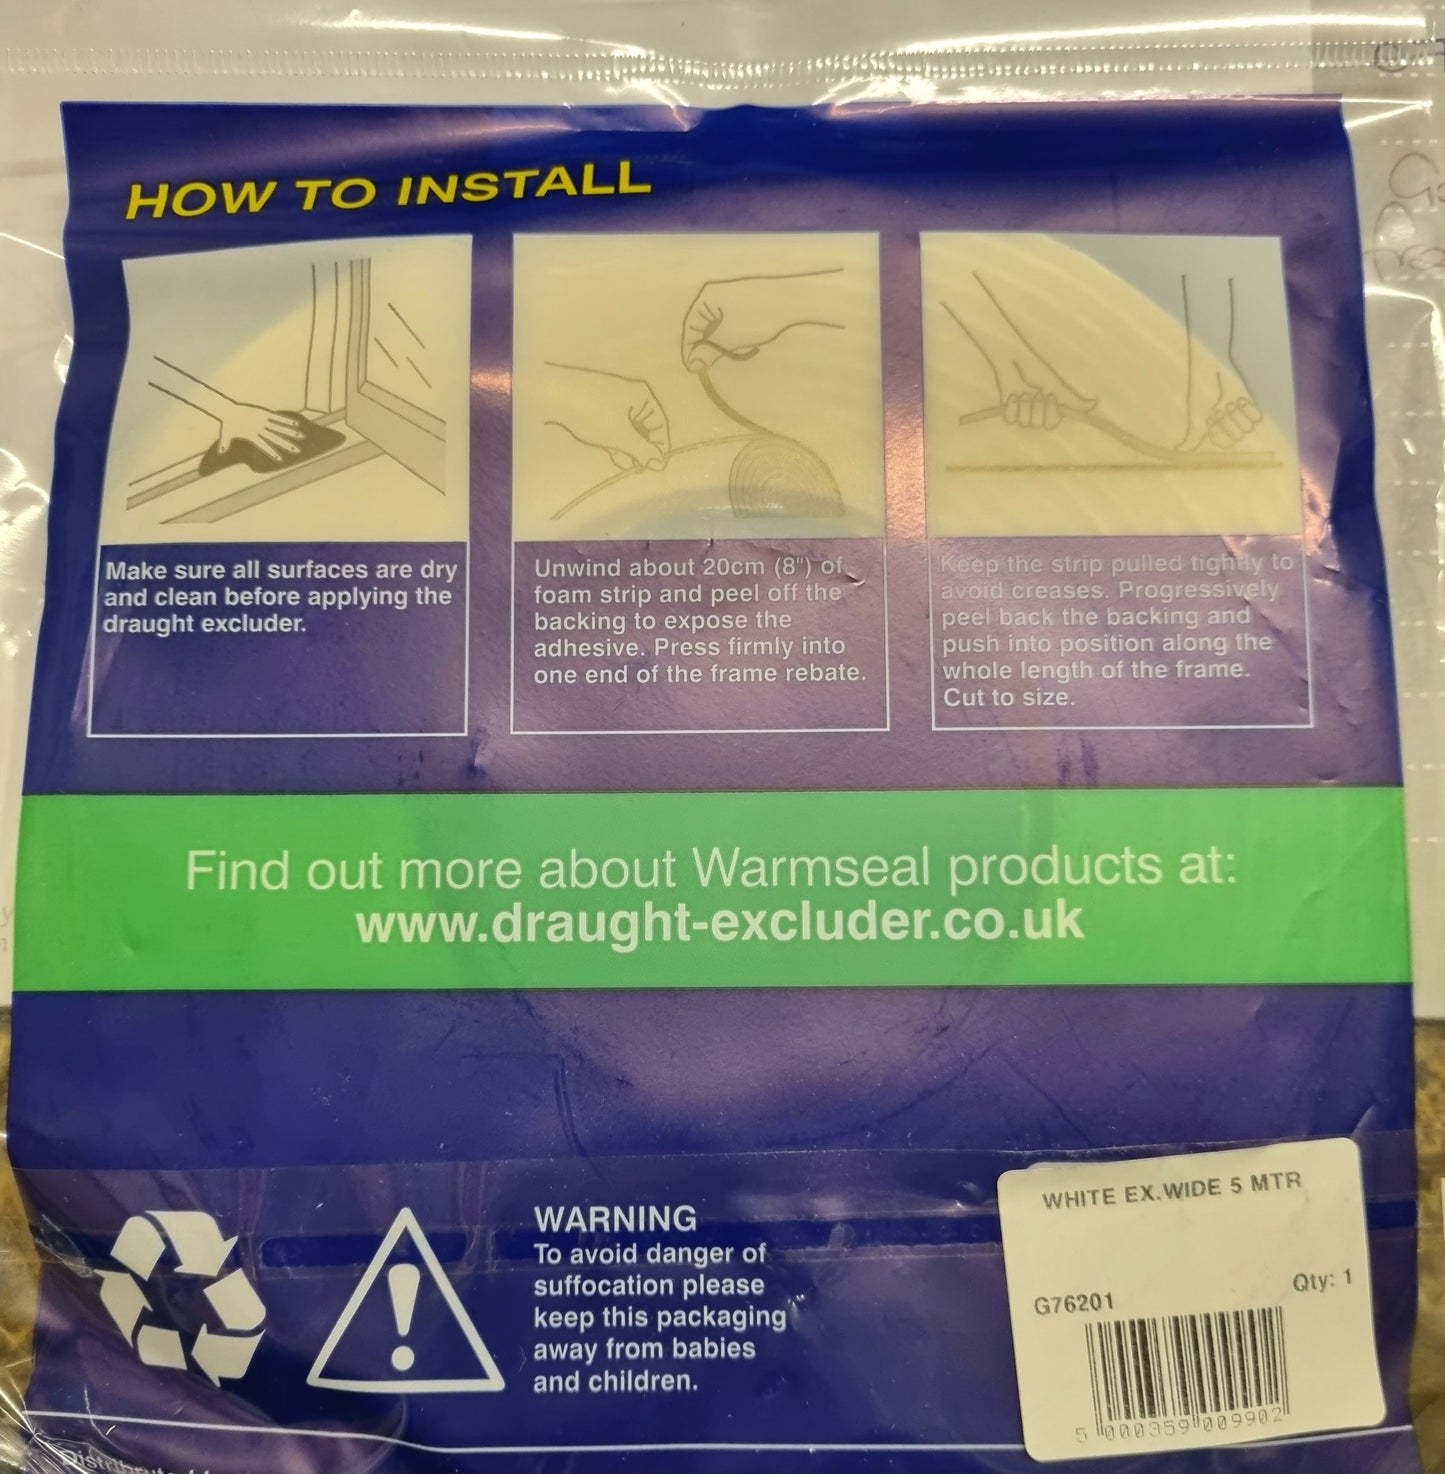 HOW TO INSTALL
Make sure all surfaces are dry
and clean before applying the
draught excluder.
Unwind about 20cm (8") of
foam strip and peel off the
backing to expose the
adhesive. Press firmly into
one end of the frame rebate.
Keep the strip pulled tightly to
avoid creases. Progressively
peel back the backing and
push into position along the
whole length of the frame.
Cut to size.
Find out more about Warmseal products at:
www.draught-excluder.co.uk
WARNING
To avoid danger of
suffocation please
keep this packaging
away from babies
and children.
WHITE EX.WIDE 5 MTR
Qty: 1
G76201
5 000359 009902